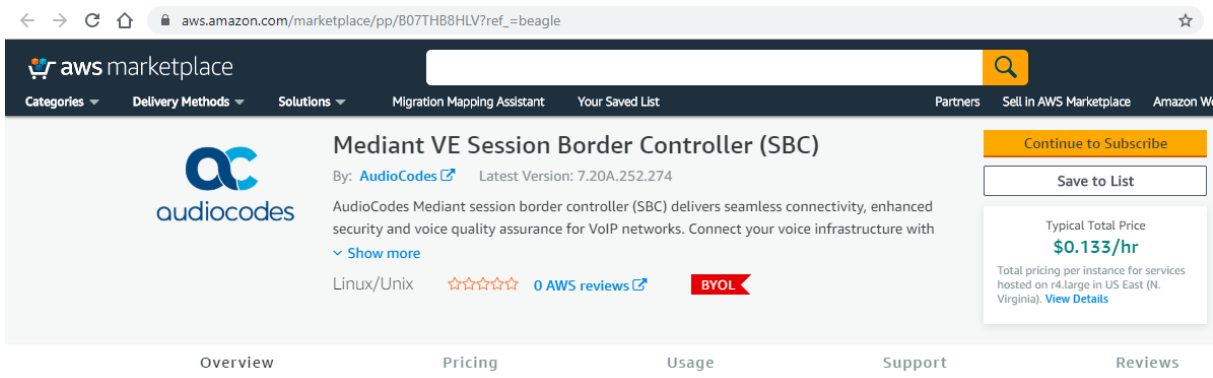 aws.amazon.com/marketplace/pp/B07THB8HLV?ref_=beagle
aws marketplace
Categories Delivery Methods Solutions Migration Mapping Assistant Your Saved List Partners Sell in AWS Marketplace Amazon W
audiocodes
Mediant VE Session Border Controller (SBC)
By: AudioCodes Latest Version: 7.20A.252.274
AudioCodes Mediant session border controller (SBC) delivers seamless connectivity, enhanced
security and voice quality assurance for VoIP networks. Connect your voice infrastructure with
Show more
Linux/Unix 0 AWS reviews BYOL
Continue to Subscribe
Save to List
Typical Total Price
$0.133/hr
Total pricing per instance for services
hosted on r4.large in US East (N.
Virginia). View Details
Overview Pricing Usage Support Reviews